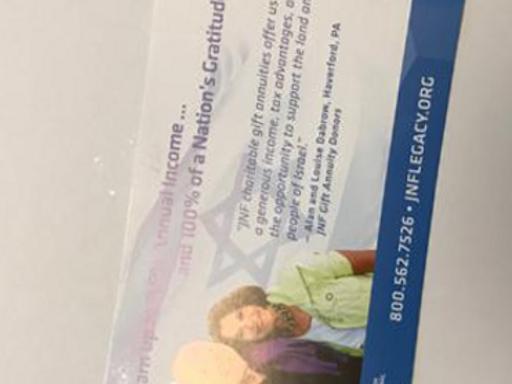 arn up Annual Income ...
and 100% of a Nation's Gratitud
"JNF charitable gift annuities offer us
a generous income, tax advantages, a
the opportunity to support the land an
people of Israel."
– Alan and Louise Dabrow, Haverford, PA
JNF Gift Annuity Donors
800.562.7526 • JNFLEGACY.ORG